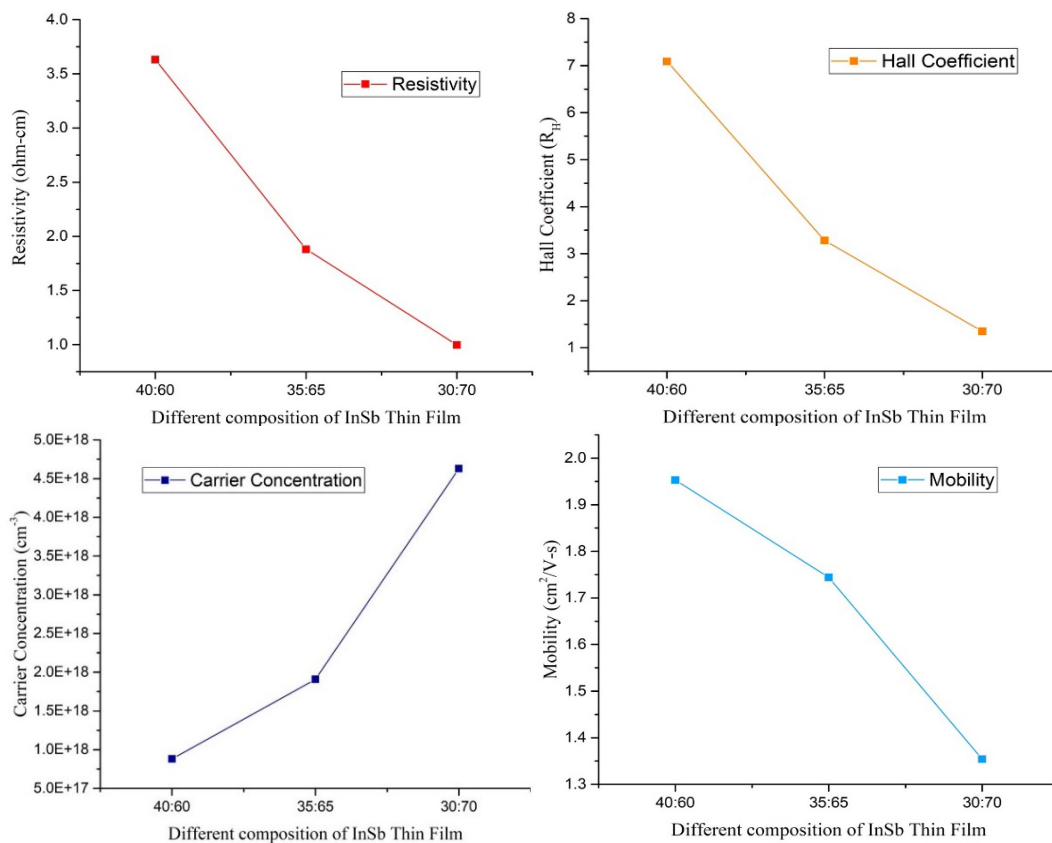 Resistivity (ohm-cm)
4.0
3.5
3.0
2.5
2.0
1.5
1.0
Resistivity
40:60
35:65
30:70
Different composition of InSb Thin Film
Hall Coefficient (R_H)
8
7
6
5
4
3
2
1
Hall Coefficient
40:60
35:65
30:70
Different composition of InSb Thin Film
Carrier Concentration (cm⁻³)
5.0E+18
4.5E+18
4.0E+18
3.5E+18
3.0E+18
2.5E+18
2.0E+18
1.5E+18
1.0E+18
5.0E+17
Carrier Concentration
40:60
35:65
30:70
Different composition of InSb Thin Film
Mobility (cm²/V-s)
2.0
1.9
1.8
1.7
1.6
1.5
1.4
1.3
Mobility
40:60
35:65
30:70
Different composition of InSb Thin Film